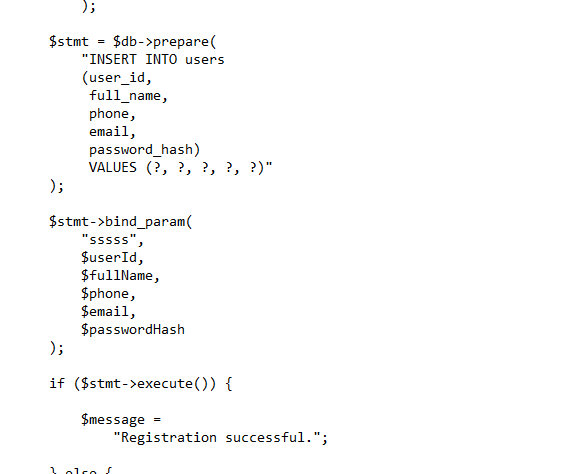 );
$stmt = $db->prepare(
"INSERT INTO users
(user_id,
full_name,
phone,
email,
password_hash)
VALUES (?, ?, ?, ?, ?)"
);
$stmt->bind_param(
"sssss",
$userId,
$fullName,
$phone,
$email,
$passwordHash
);
if ($stmt->execute()) {
$message =
"Registration successful.";
} else {